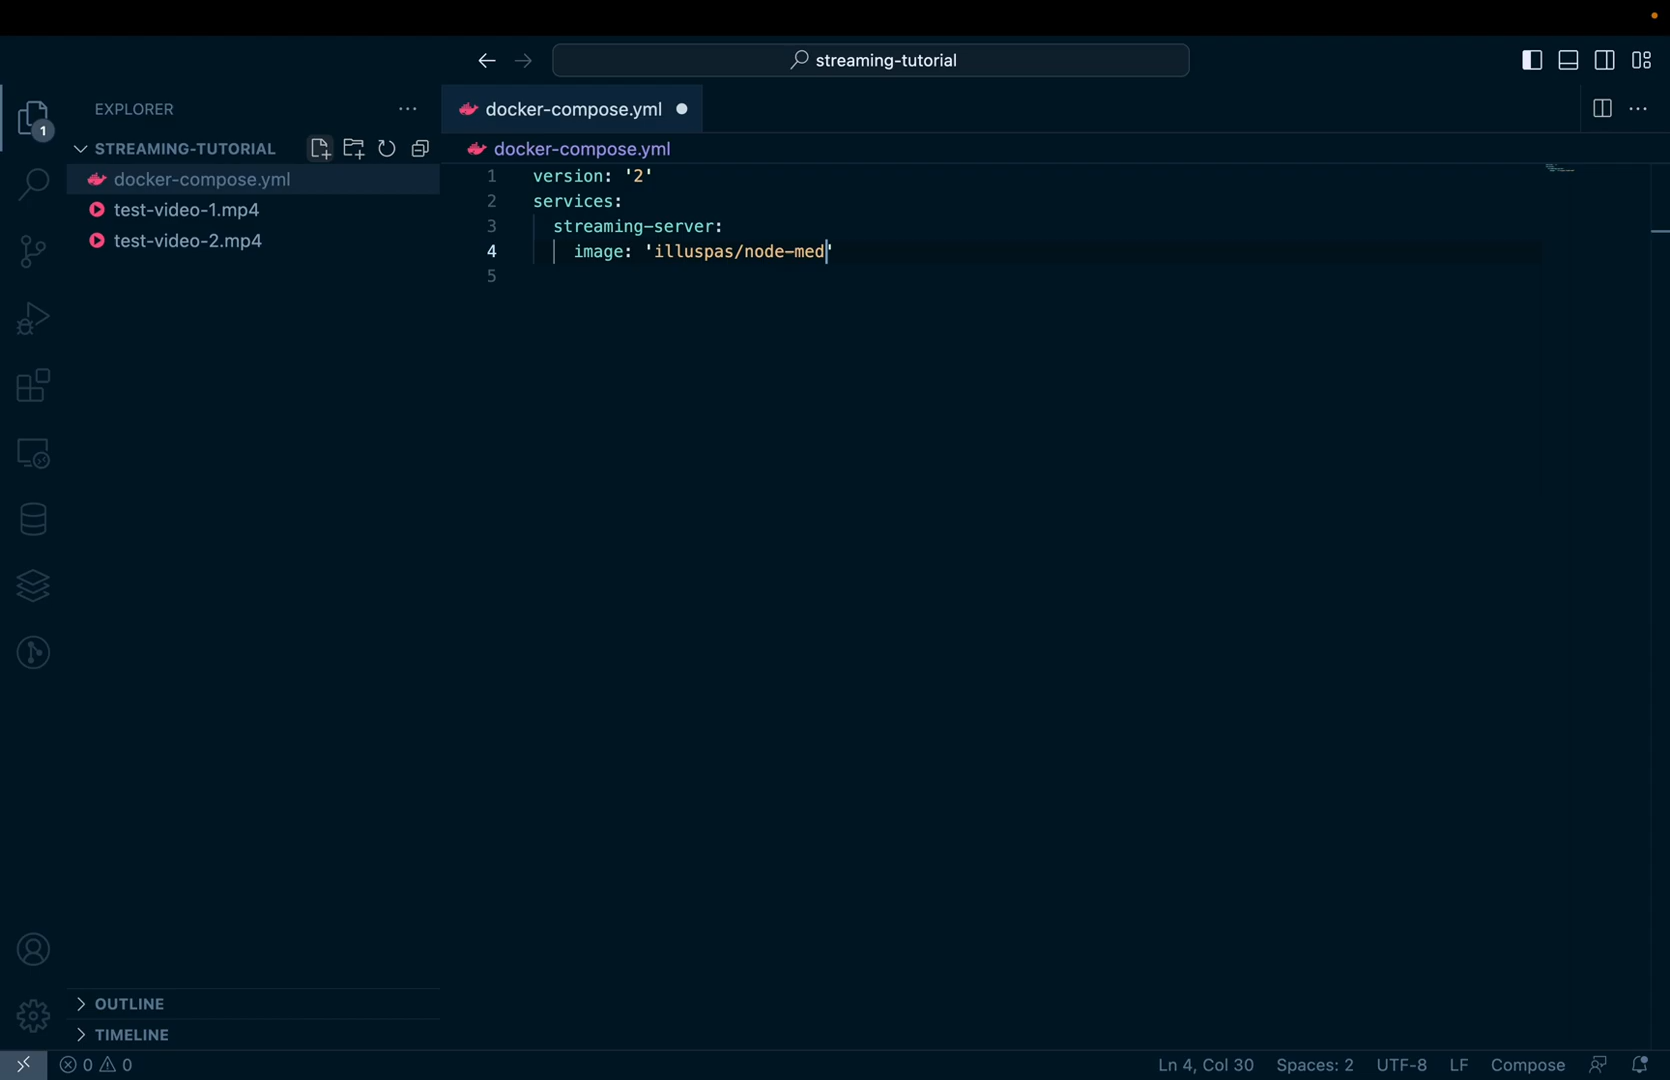 streaming-tutorial
EXPLORER
docker-compose.yml
1
STREAMING-TUTORIAL
docker-compose.yml
docker-compose.yml
test-video-1.mp4
test-video-2.mp4
1 version: '2'
2 services:
3 streaming-server:
4 image: 'illuspas/node-med'
5
OUTLINE
TIMELINE
0 0 Ln 4, Col 30 Spaces: 2 UTF-8 LF Compose